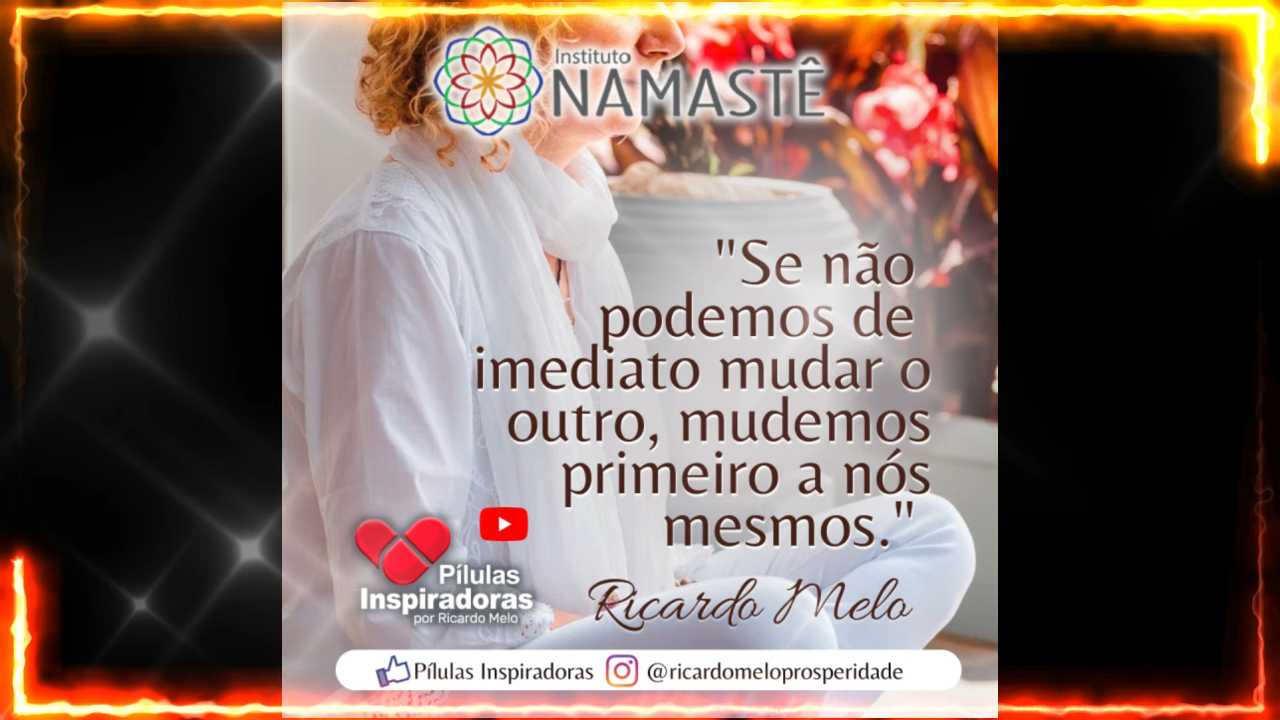 Instituto
NAMASTÊ
"Se não
podemos de
imediato mudar o
outro, mudemos
primeiro a nós
mesmos."
Ricardo Melo
Pílulas
Inspiradoras
por Ricardo Melo
Pílulas Inspiradoras @ricardomeloprosperidade